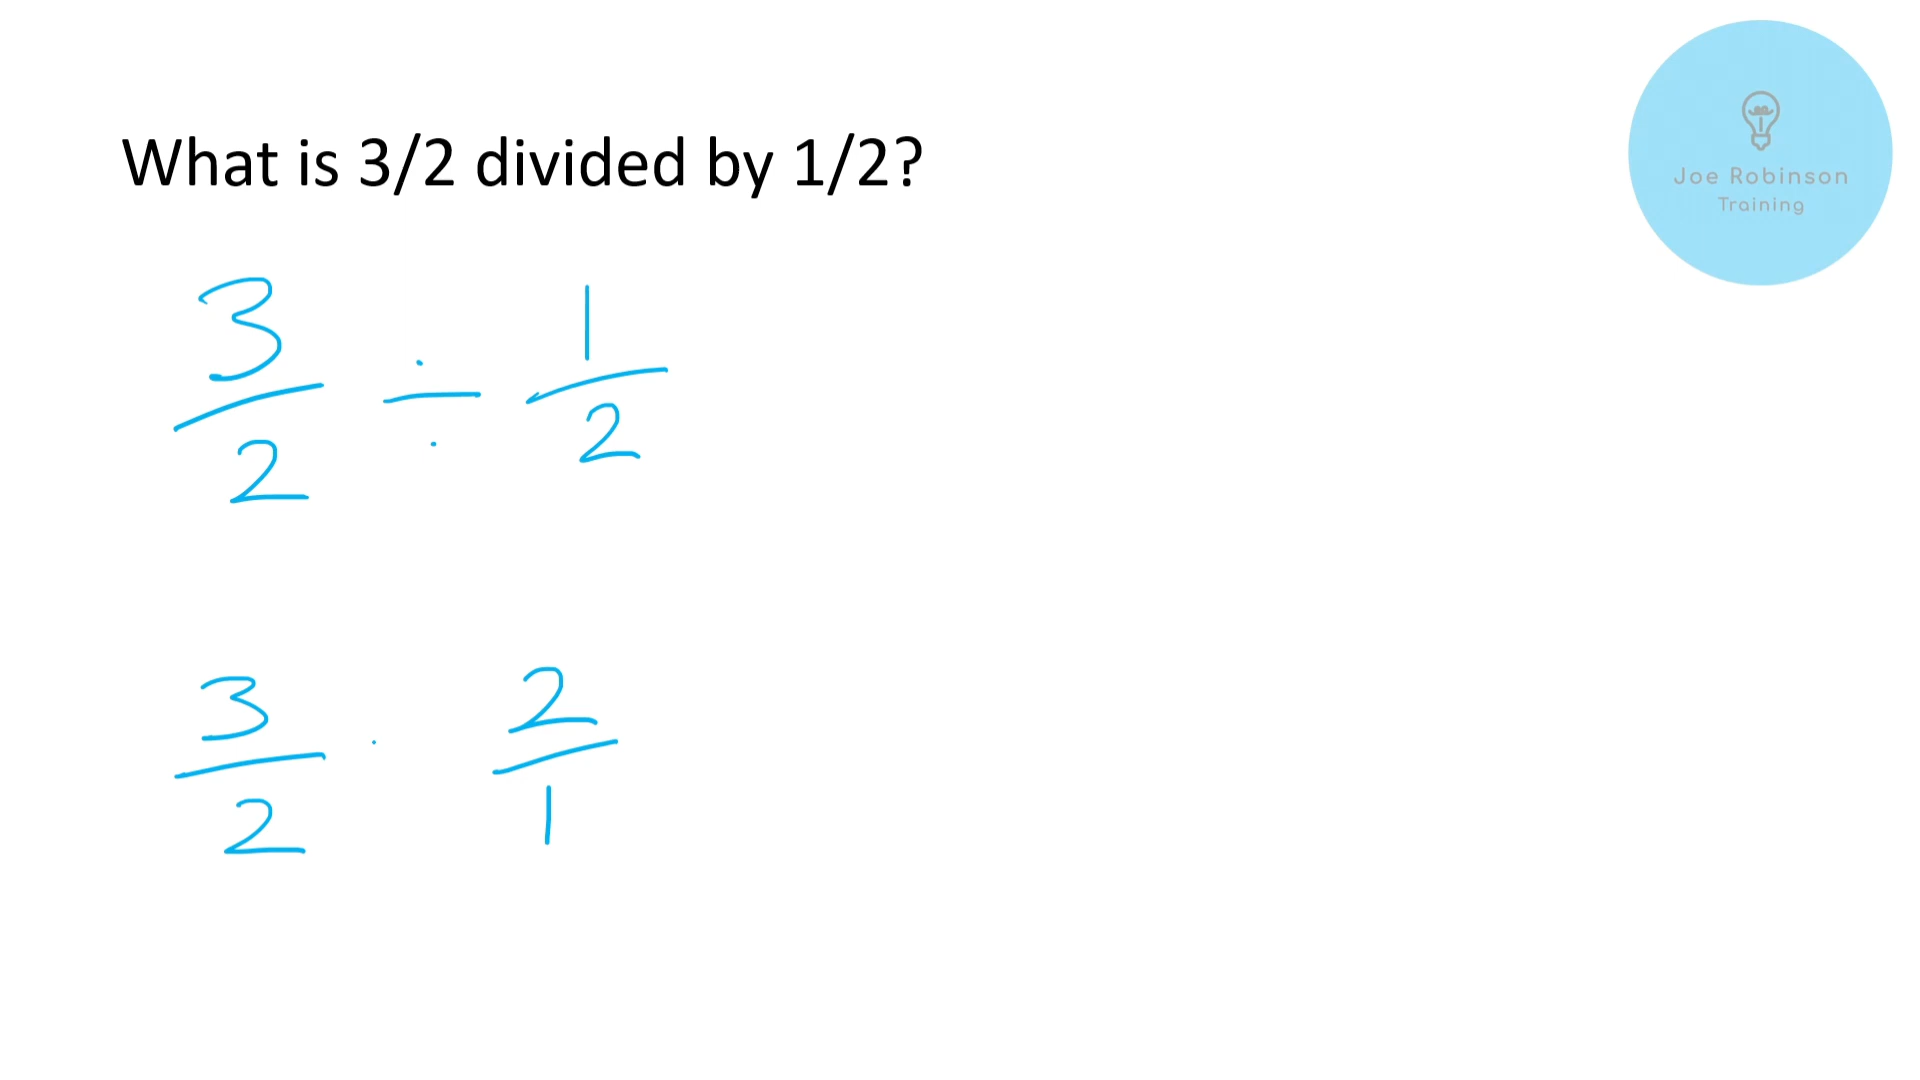 What is 3/2 divided by 1/2?
Joe Robinson
Training
3/2 ÷ 1/2
3/2 · 2/1